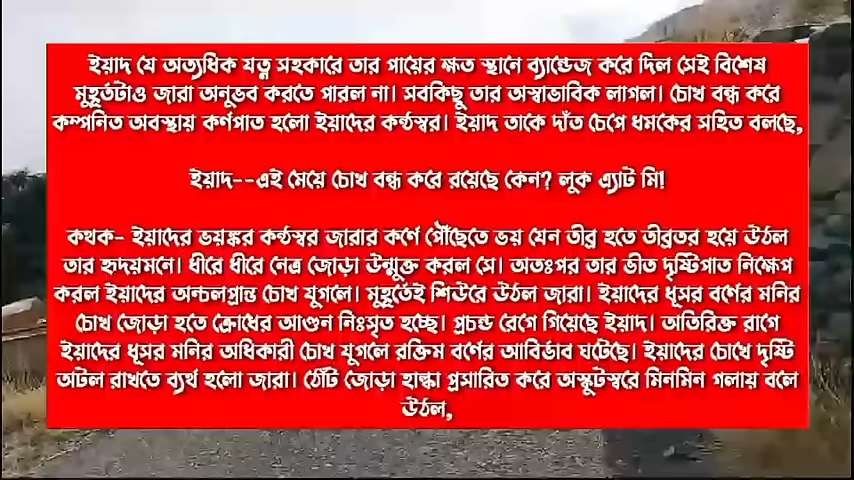 ইয়াদ যে অত্যধিক যত্ন সহকারে তার পায়ের ক্ষত স্থানে ব্যান্ডেজ করে দিল সেই বিশেষ
মুহূর্তটাও জারা অনুভব করতে পারল না। সবকিছু তার অস্বাভাবিক লাগল। চোখ বন্ধ করে
কম্পনিত অবস্থায় কর্ণপাত হলো ইয়াদের কন্ঠস্বর। ইয়াদ তাকে দাঁত চেপে ধমকের সহিত বলছে,
ইয়াদ--এই মেয়ে চোখ বন্ধ করে রয়েছে কেন? লুক এ্যাট মি!
কথক- ইয়াদের ভয়ঙ্কর কন্ঠস্বর জারার কর্ণে পৌঁছেতে ভয় যেন তীব্র হতে তীব্রতর হয়ে উঠল
তার হৃদয়মনে। ধীরে ধীরে নেত্র জোড়া উন্মুক্ত করল সে। অতঃপর তার ভীত দৃষ্টিপাত নিক্ষেপ
করল ইয়াদের অন্চলপ্রান্ত চোখ যুগলে। মুহূর্তেই শিউরে উঠল জারা। ইয়াদের ধূসর বর্ণের মনির
চোখ জোড়া হতে ক্রোধের আগুন নিঃসৃত হচ্ছে। প্রচন্ড রেগে গিয়েছে ইয়াদ। অতিরিক্ত রাগে
ইয়াদের ধূসর মনির অধিকারী চোখ যুগলে রক্তিম বর্ণের আবির্ভাব ঘটেছে। ইয়াদের চোখে দৃষ্টি
অটল রাখতে ব্যর্থ হলো জারা। ঠোঁট জোড়া হাল্কা প্রসারিত করে অস্ফুটস্বরে মিনমিন গলায় বলে
উঠল,